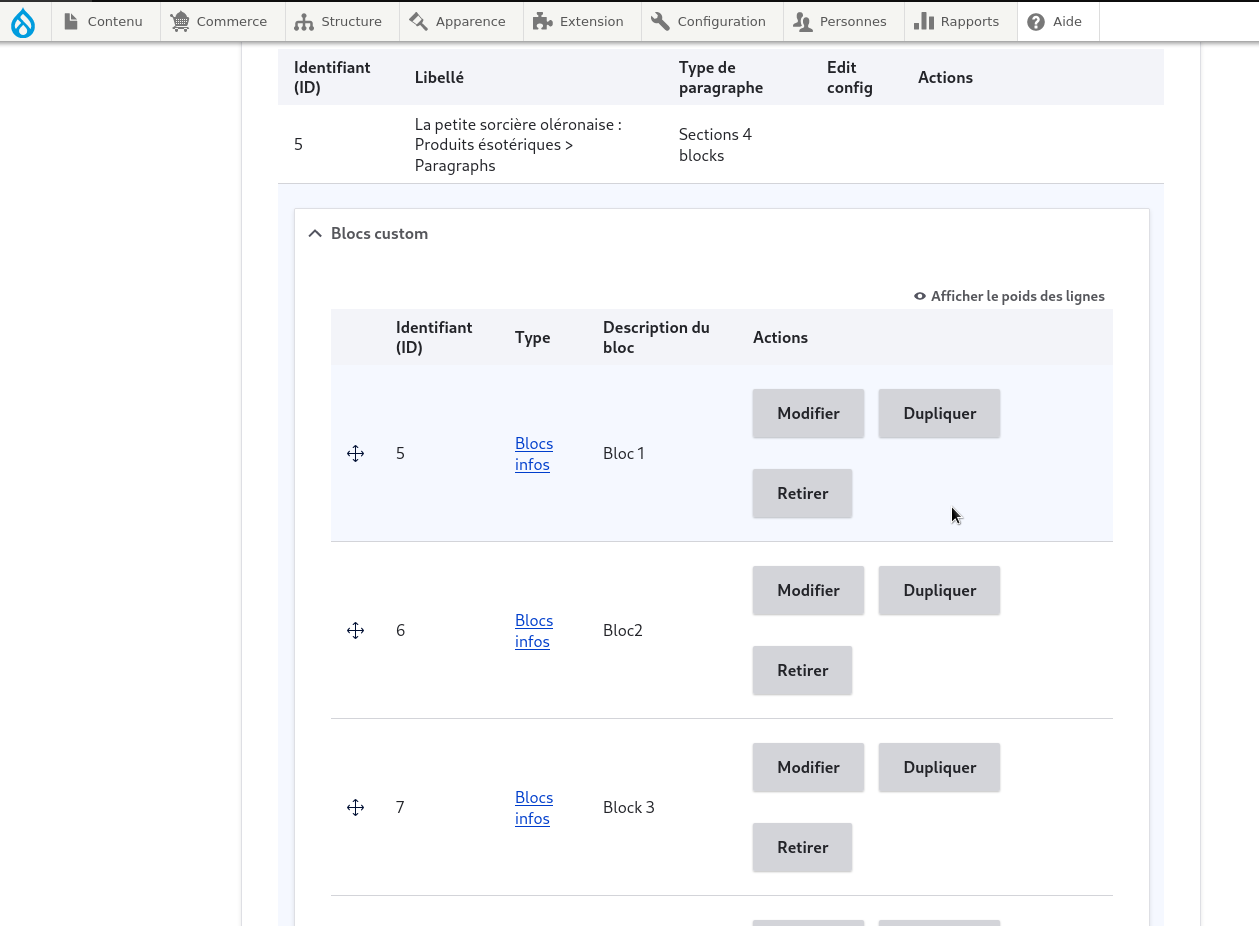 Contenu
Commerce
Structure
Apparence
Extension
Configuration
Personnes
Rapports
Aide
Identifiant
(ID)
Libellé
Type de
paragraphe
Edit
config
Actions
5
La petite sorcière oléronaise :
Produits ésotériques >
Paragraphs
Sections 4
blocks
Blocs custom
Afficher le poids des lignes
Identifiant
(ID)
Type
Description du
bloc
Actions
5
Blocs
infos
Bloc 1
Modifier
Dupliquer
Retirer
6
Blocs
infos
Bloc2
Modifier
Dupliquer
Retirer
7
Blocs
infos
Block 3
Modifier
Dupliquer
Retirer